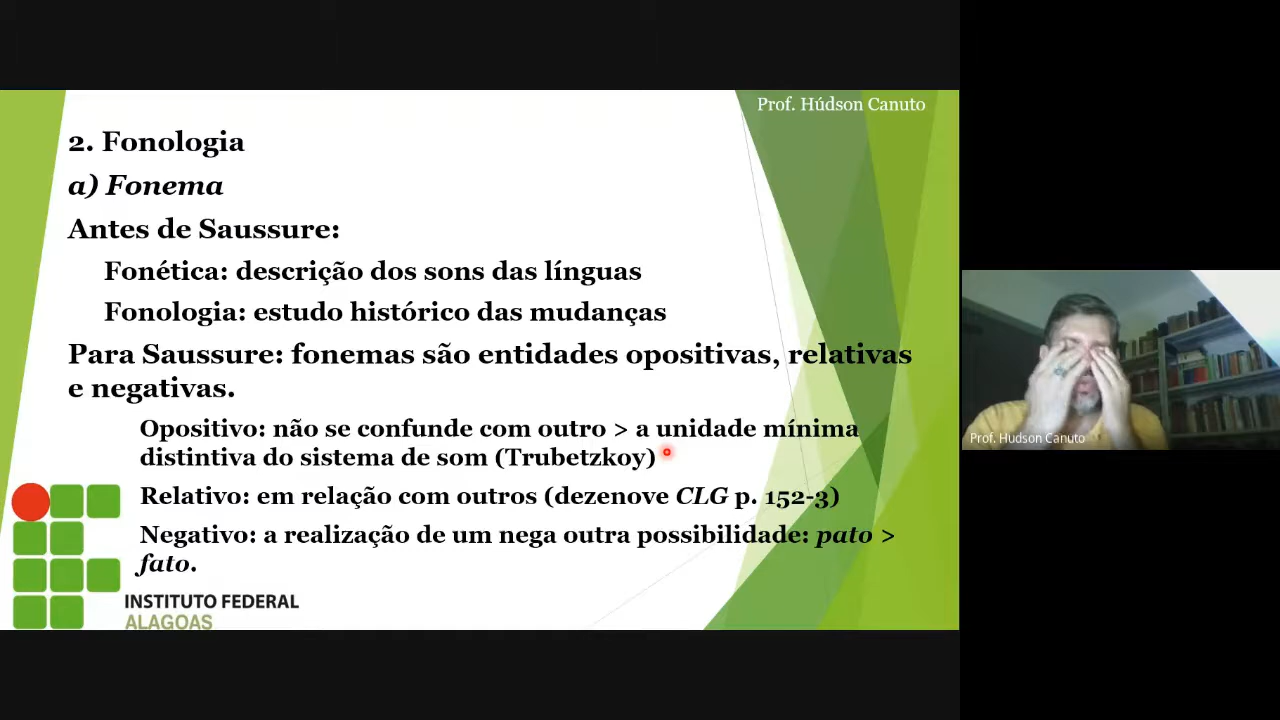 Prof. Húdson Canuto
2. Fonologia
a) Fonema
Antes de Saussure:
Fonética: descrição dos sons das línguas
Fonologia: estudo histórico das mudanças
Para Saussure: fonemas são entidades opositivas, relativas
e negativas.
Opositivo: não se confunde com outro > a unidade mínima
distintiva do sistema de som (Trubetzkoy)
Relativo: em relação com outros (dezenove CLG p. 152-3)
Negativo: a realização de um nega outra possibilidade: pato >
fato.
INSTITUTO FEDERAL
ALAGOAS
Prof. Hudson Canuto